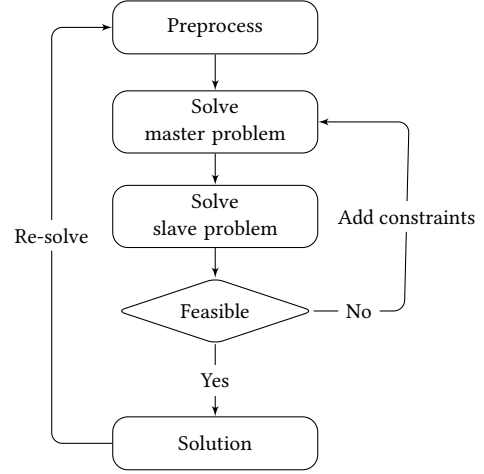 Preprocess
Solve
master problem
Solve
slave problem
Add constraints
Re-solve
Feasible
No
Yes
Solution